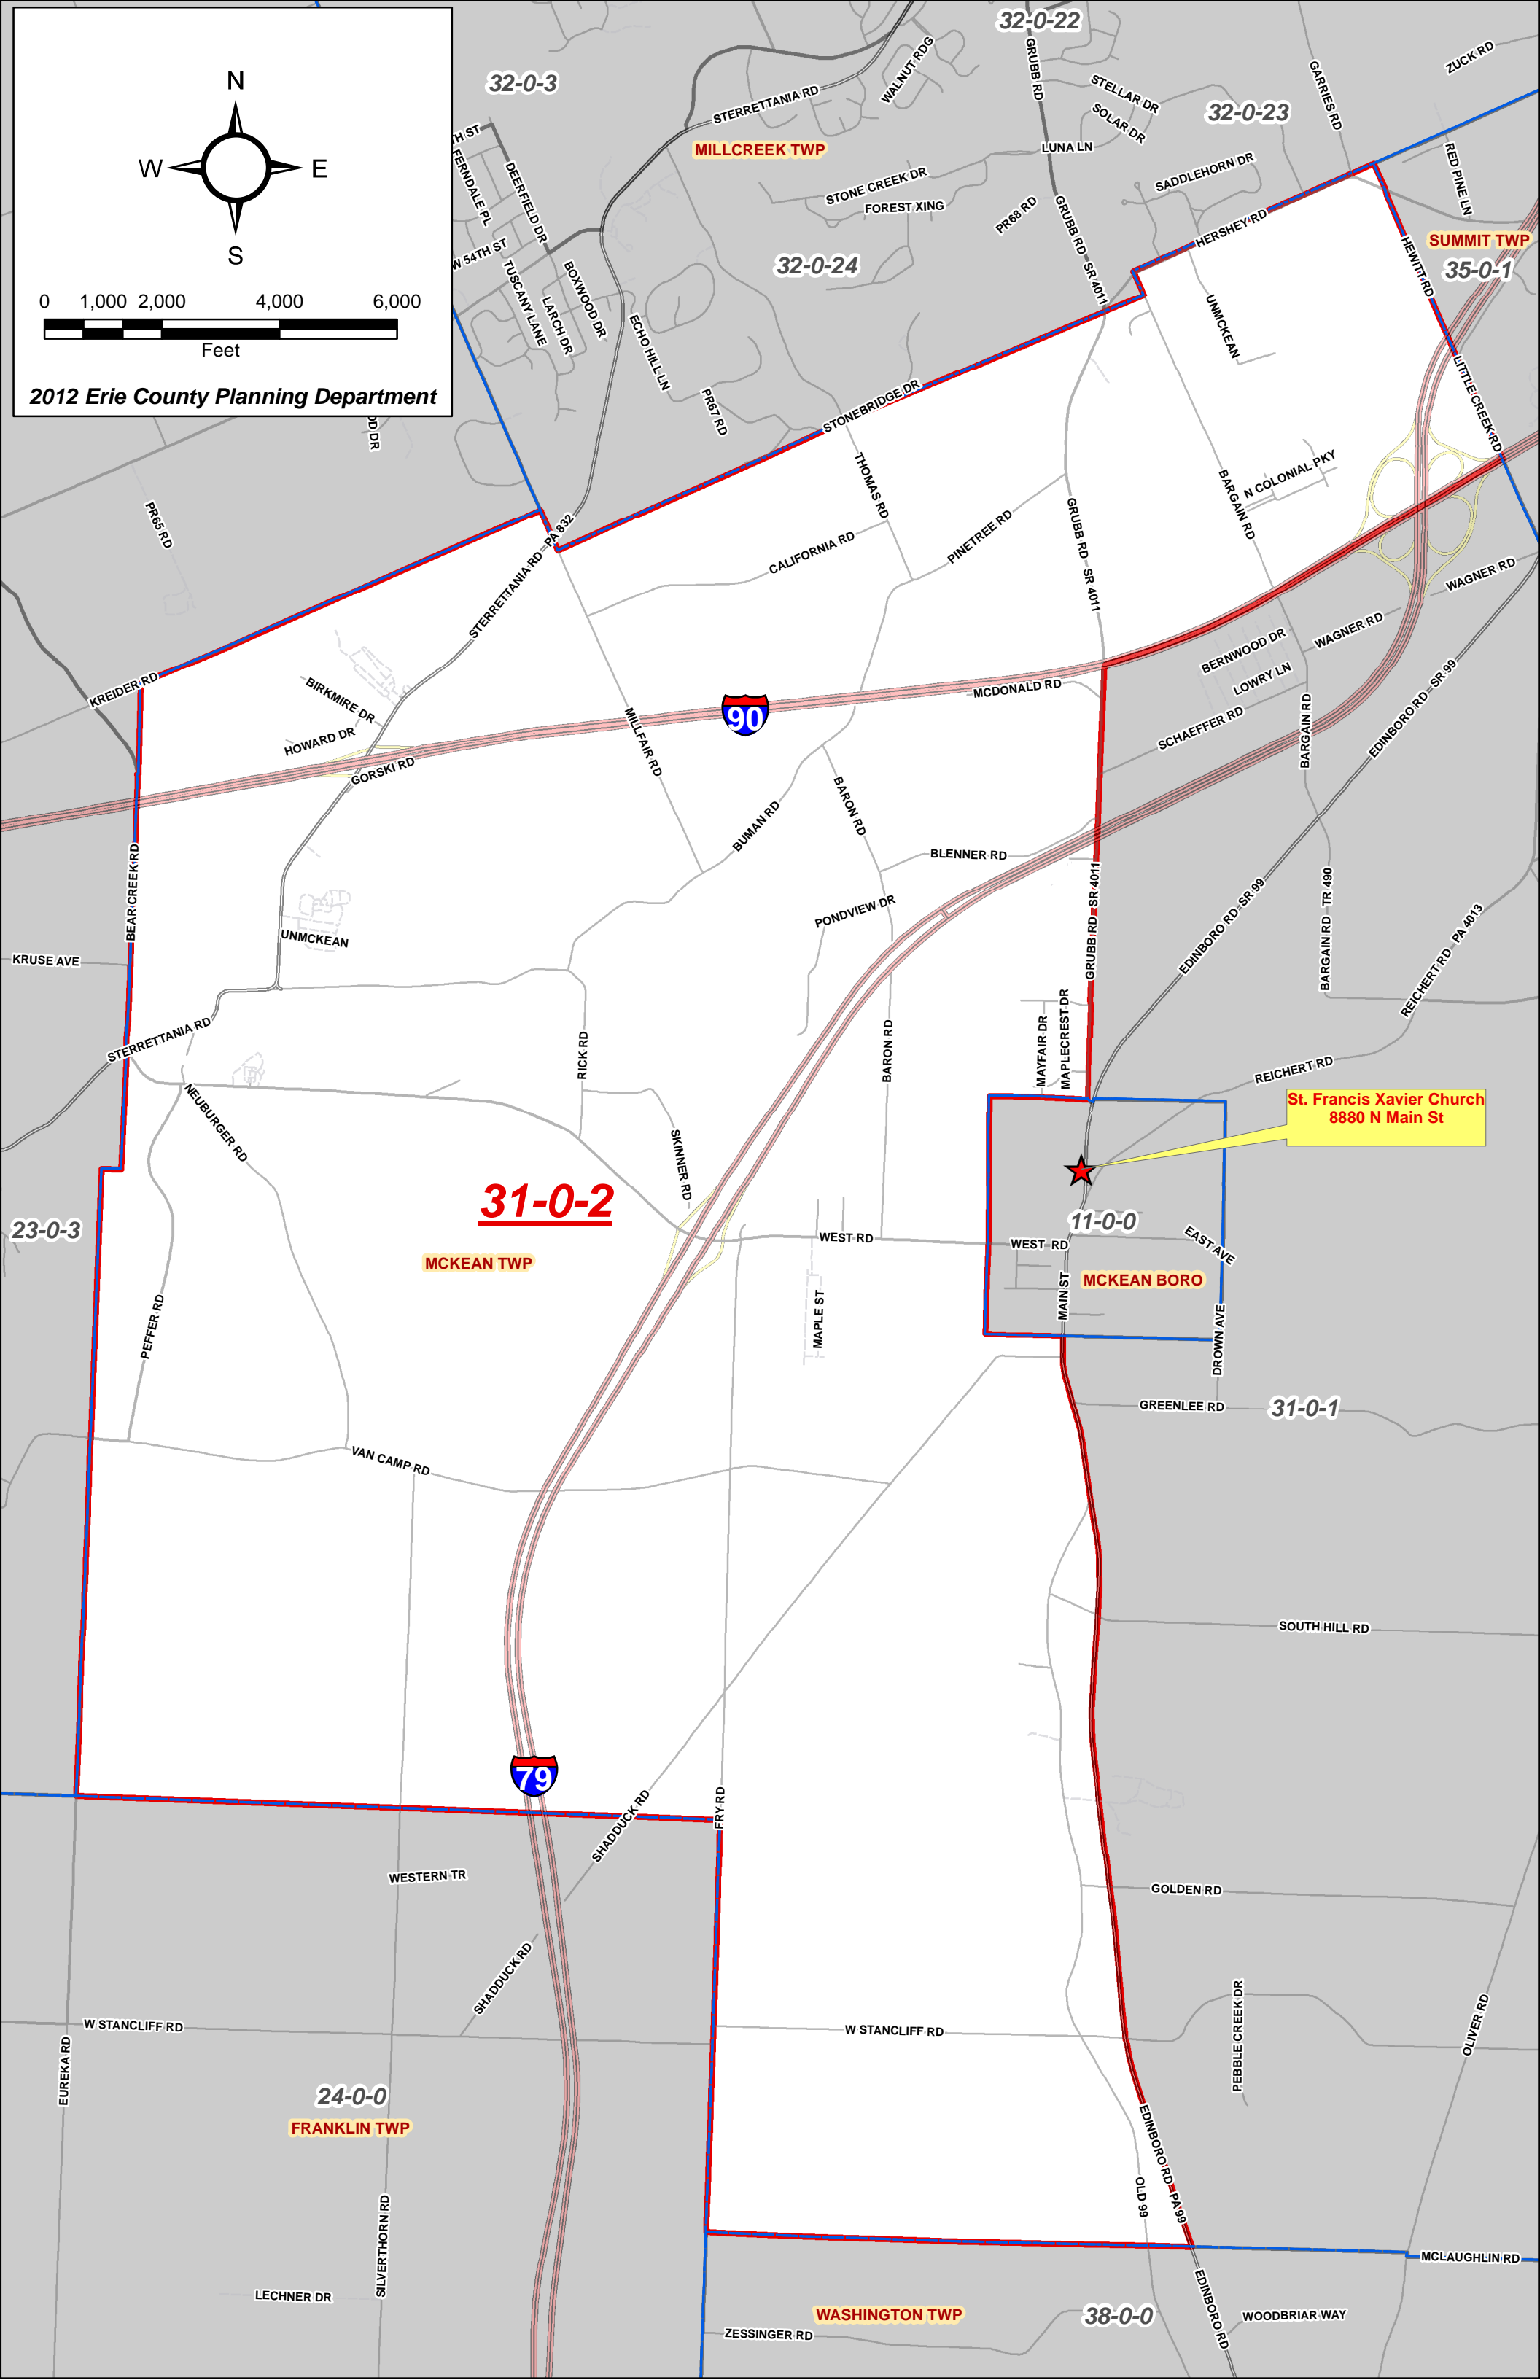 32-0-22
ZUCK RD
GARRIES RD
GRUBB RD
WALNUT RDG
32-0-3
STELLAR DR
SOLAR DR
32-0-23
STERRETTANIA RD
MILLCREEK TWP
LUNA LN
SADDLEHORN DR
RED PINE LN
N
W
E
S
0
1,000
2,000
4,000
6,000
Feet
2012 Erie County Planning Department
TH ST
FERNDALE PL
DEERFIELD DR
STONE CREEK DR
FOREST XING
PR68 RD
GRUBB RD
SR 4011
HERSHEY RD
HEWITT RD
SUMMIT TWP
35-0-1
W 54TH ST
TUSCANY LANE
BOXWOOD DR
LARCH DR
32-0-24
UNMCKEAN
ECHO HILL LN
PR67 RD
STONEBRIDGE DR
LITTLE CREEK RD
OD DR
PR65 RD
THOMAS RD
PINETREE RD
CALIFORNIA RD
GRUBB RD
SR 4011
BARGAIN RD
N COLONIAL PKY
STERRETTANIA RD
PA 832
WAGNER RD
WAGNER RD
BERNWOOD DR
LOWRY LN
SCHAEFFER RD
BARGAIN RD
EDINBORO RD
SR 99
KREIDER RD
BIRKMIRE DR
HOWARD DR
GORSKI RD
MILLFAIR RD
90
MCDONALD RD
BUMAN RD
BARON RD
BLENNER RD
PONDVIEW DR
BEAR CREEK RD
KRUSE AVE
UNMCKEAN
GRUBB RD
SR 4011
EDINBORO RD
SR 99
BARGAIN RD
TR 490
REICHERT RD
PA 4013
STERRETTANIA RD
RICK RD
BARON RD
MAYFAIR DR
MAPLECREST DR
REICHERT RD
NEUBURGER RD
SKINNER RD
St. Francis Xavier Church
8880 N Main St
31-0-2
23-0-3
MCKEAN TWP
WEST RD
WEST RD
11-0-0
EAST AVE
MCKEAN BORO
MAIN ST
MAPLE ST
DROWN AVE
PEFFER RD
GREENLEE RD
31-0-1
VAN CAMP RD
SOUTH HILL RD
79
SHADDUCK RD
FRY RD
WESTERN TR
GOLDEN RD
SHADDUCK RD
W STANCLIFF RD
W STANCLIFF RD
EUREKA RD
PEBBLE CREEK DR
OLIVER RD
24-0-0
FRANKLIN TWP
EDINBORO RD
PA 99
OLD 99
SILVERTHORN RD
LECHNER DR
MCLAUGHLIN RD
WASHINGTON TWP
38-0-0
EDINBORO RD
WOODBRIAR WAY
ZESSINGER RD